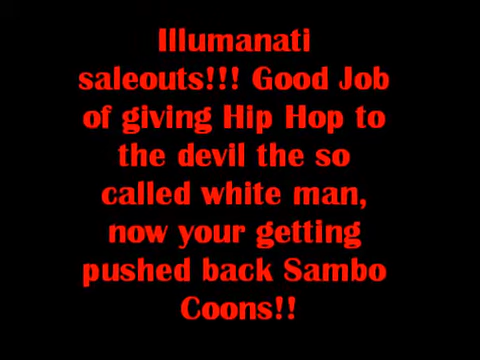 Illumanati
saleouts!!! Good Job
of giving Hip Hop to
the devil the so
called white man,
now your getting
pushed back Sambo
Coons!!